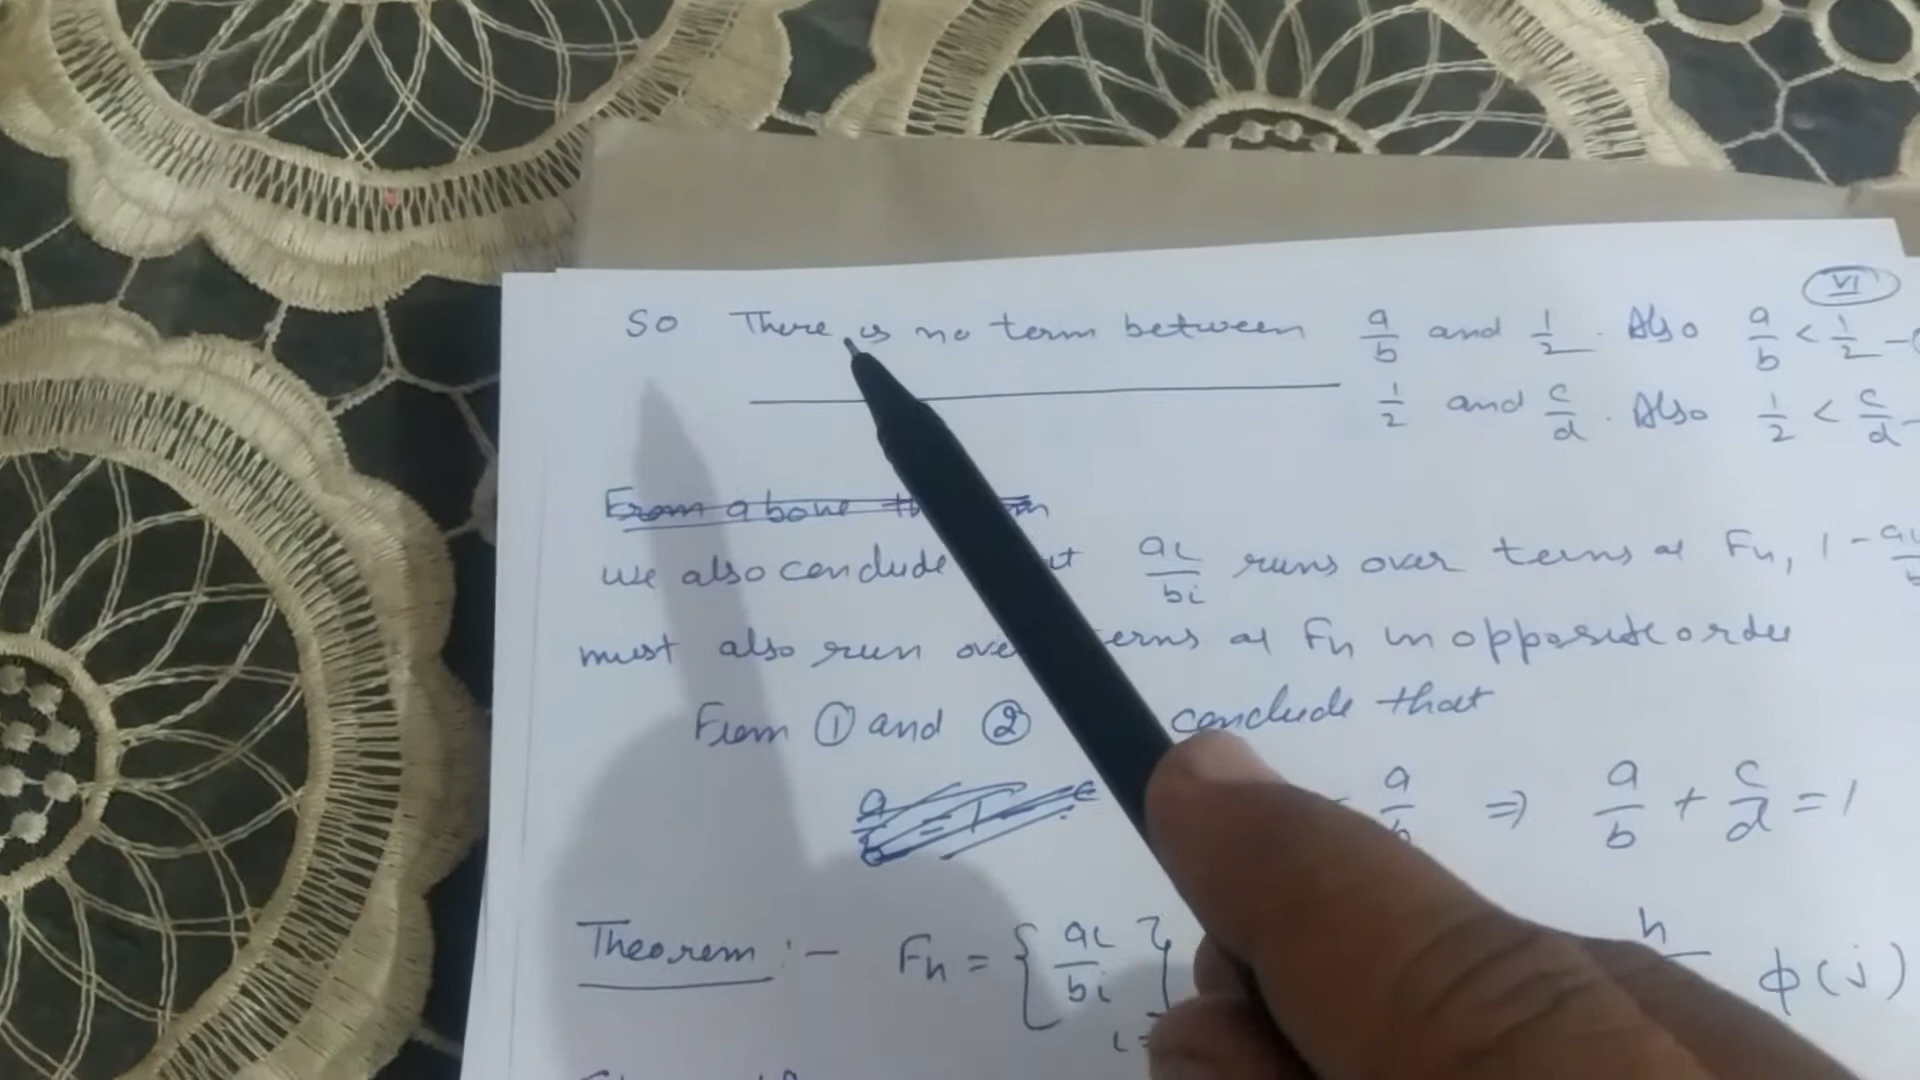 VI
So There is no term between a/b and 1/2 . Also a/b < 1/2 -
1/2 and c/d . Also 1/2 < c/d -
From above
we also conclude ai/bi runs over terms of Fn, 1 -
must also run over terms of Fn in opposite order
From ① and ② conclude that
a/b ⇒ a/b + c/d = 1
Theorem :- Fn = { ai/bi } n φ(j)